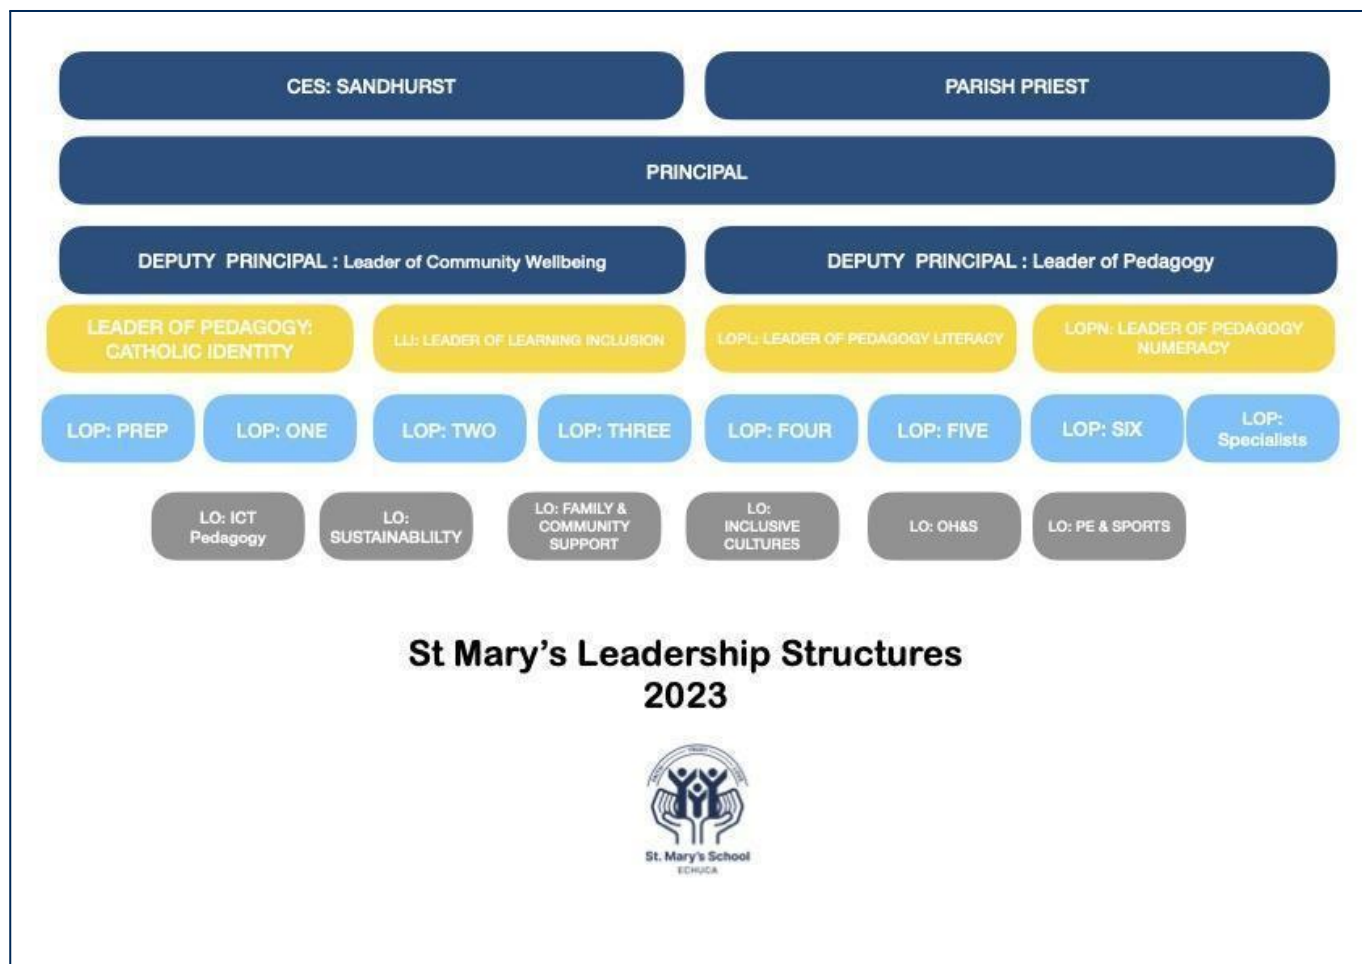 CES: SANDHURST
PARISH PRIEST
PRINCIPAL
DEPUTY PRINCIPAL : Leader of Community Wellbeing
DEPUTY PRINCIPAL : Leader of Pedagogy
LEADER OF PEDAGOGY:
CATHOLIC IDENTITY
LLI: LEADER OF LEARNING INCLUSION
LOPL: LEADER OF PEDAGOGY LITERACY
LOPN: LEADER OF PEDAGOGY
NUMERACY
LOP: PREP
LOP: ONE
LOP: TWO
LOP: THREE
LOP: FOUR
LOP: FIVE
LOP: SIX
LOP:
Specialists
LO: ICT
Pedagogy
LO:
SUSTAINABLILTY
LO: FAMILY &
COMMUNITY
SUPPORT
LO:
INCLUSIVE
CULTURES
LO: OH&S
LO: PE & SPORTS
St Mary's Leadership Structures
2023
St. Mary's School
ECHUCA